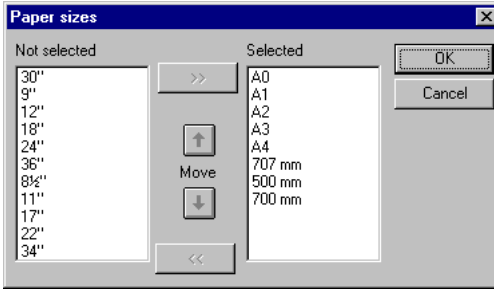 Paper sizes
Not selected
30"
9"
12"
18"
24"
36"
8½"
11"
17"
22"
34"
>>
Move
<<
Selected
A0
A1
A2
A3
A4
707 mm
500 mm
700 mm
OK
Cancel